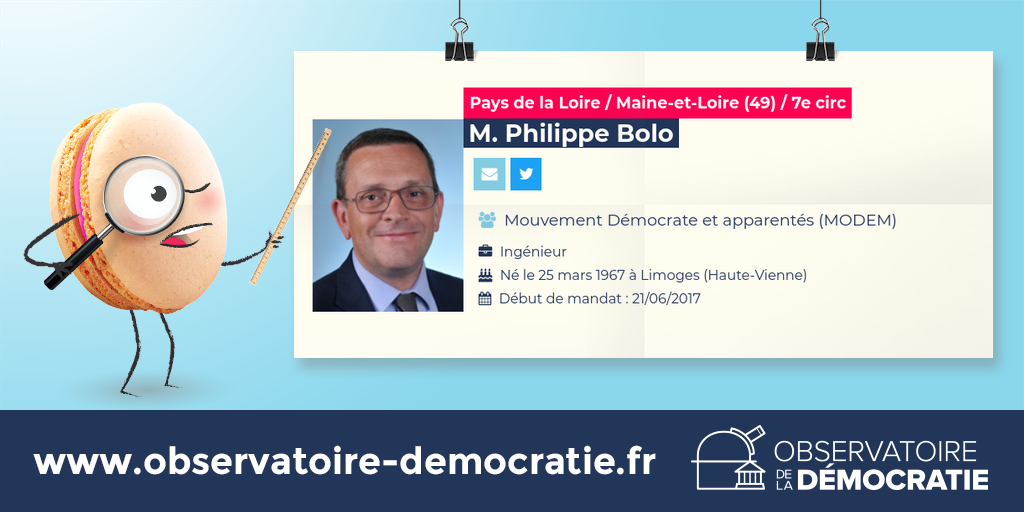 Pays de la Loire / Maine-et-Loire (49) / 7e circ
M. Philippe Bolo
Mouvement Démocrate et apparentés (MODEM)
Ingénieur
Né le 25 mars 1967 à Limoges (Haute-Vienne)
Début de mandat : 21/06/2017
www.observatoire-democratie.fr
OBSERVATOIRE
DE LA DÉMOCRATIE